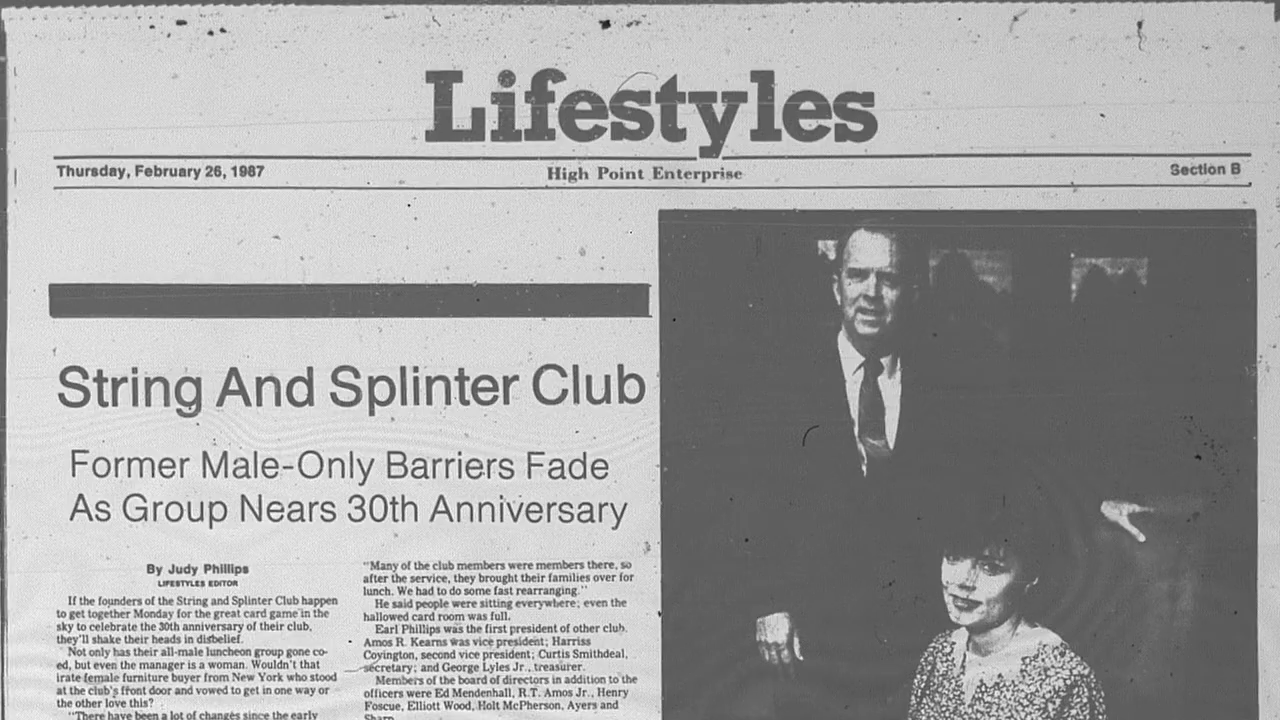 Lifestyles
Thursday, February 26, 1987
High Point Enterprise
Section B
String And Splinter Club
Former Male-Only Barriers Fade
As Group Nears 30th Anniversary
By Judy Phillips
LIFESTYLES EDITOR
If the founders of the String and Splinter Club happen
to get together Monday for the great card game in the
sky to celebrate the 30th anniversary of their club,
they'll shake their heads in disbelief.
Not only has their all-male luncheon group gone co-
ed, but even the manager is a woman. Wouldn't that
irate female furniture buyer from New York who stood
at the club's front door and vowed to get in one way or
the other love this?
"There have been a lot of changes since the early
"Many of the club members were members there, so
after the service, they brought their families over for
lunch. We had to do some fast rearranging."
He said people were sitting everywhere; even the
hallowed card room was full.
Earl Phillips was the first president of other club.
Amos R. Kearns was vice president; Harriss
Covington, second vice president; Curtis Smithdeal,
secretary; and George Lyles Jr., treasurer.
Members of the board of directors in addition to the
officers were Ed Mendenhall, R.T. Amos Jr., Henry
Foscue, Elliott Wood, Holt McPherson, Ayers and
Sharp